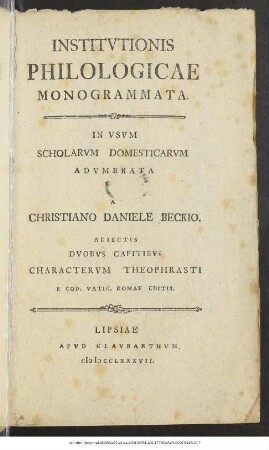 INSTITVTIONIS
PHILOLOGICAE
MONOGRAMMATA.
IN VSVM
SCHOLARVM DOMESTICARVM
ADVMBRATA
A
CHRISTIANO DANIELE BECKIO.
ADIECTIS
DVOBVS CAPITIBVS
CHARACTERVM THEOPHRASTI
E COD. VATIC. ROMAE EDITIS.
LIPSIAE
APVD KLAVBARTHVM,
cIↃIↃCCLXXXVII.